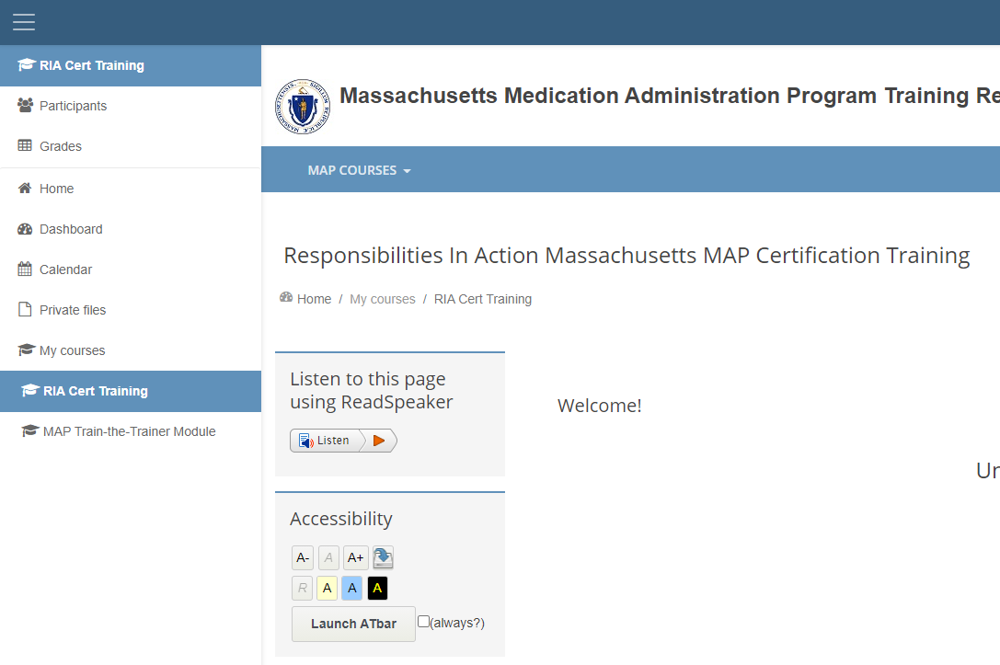 RIA Cert Training
Participants
Grades
Home
Dashboard
Calendar
Private files
My courses
RIA Cert Training
MAP Train-the-Trainer Module
Massachusetts Medication Administration Program Training Re
MAP COURSES
Responsibilities In Action Massachusetts MAP Certification Training
Home / My courses / RIA Cert Training
Listen to this page
using ReadSpeaker
Listen
Welcome!
Ur
Accessibility
A- A A+
R A A A
Launch ATbar (always?)